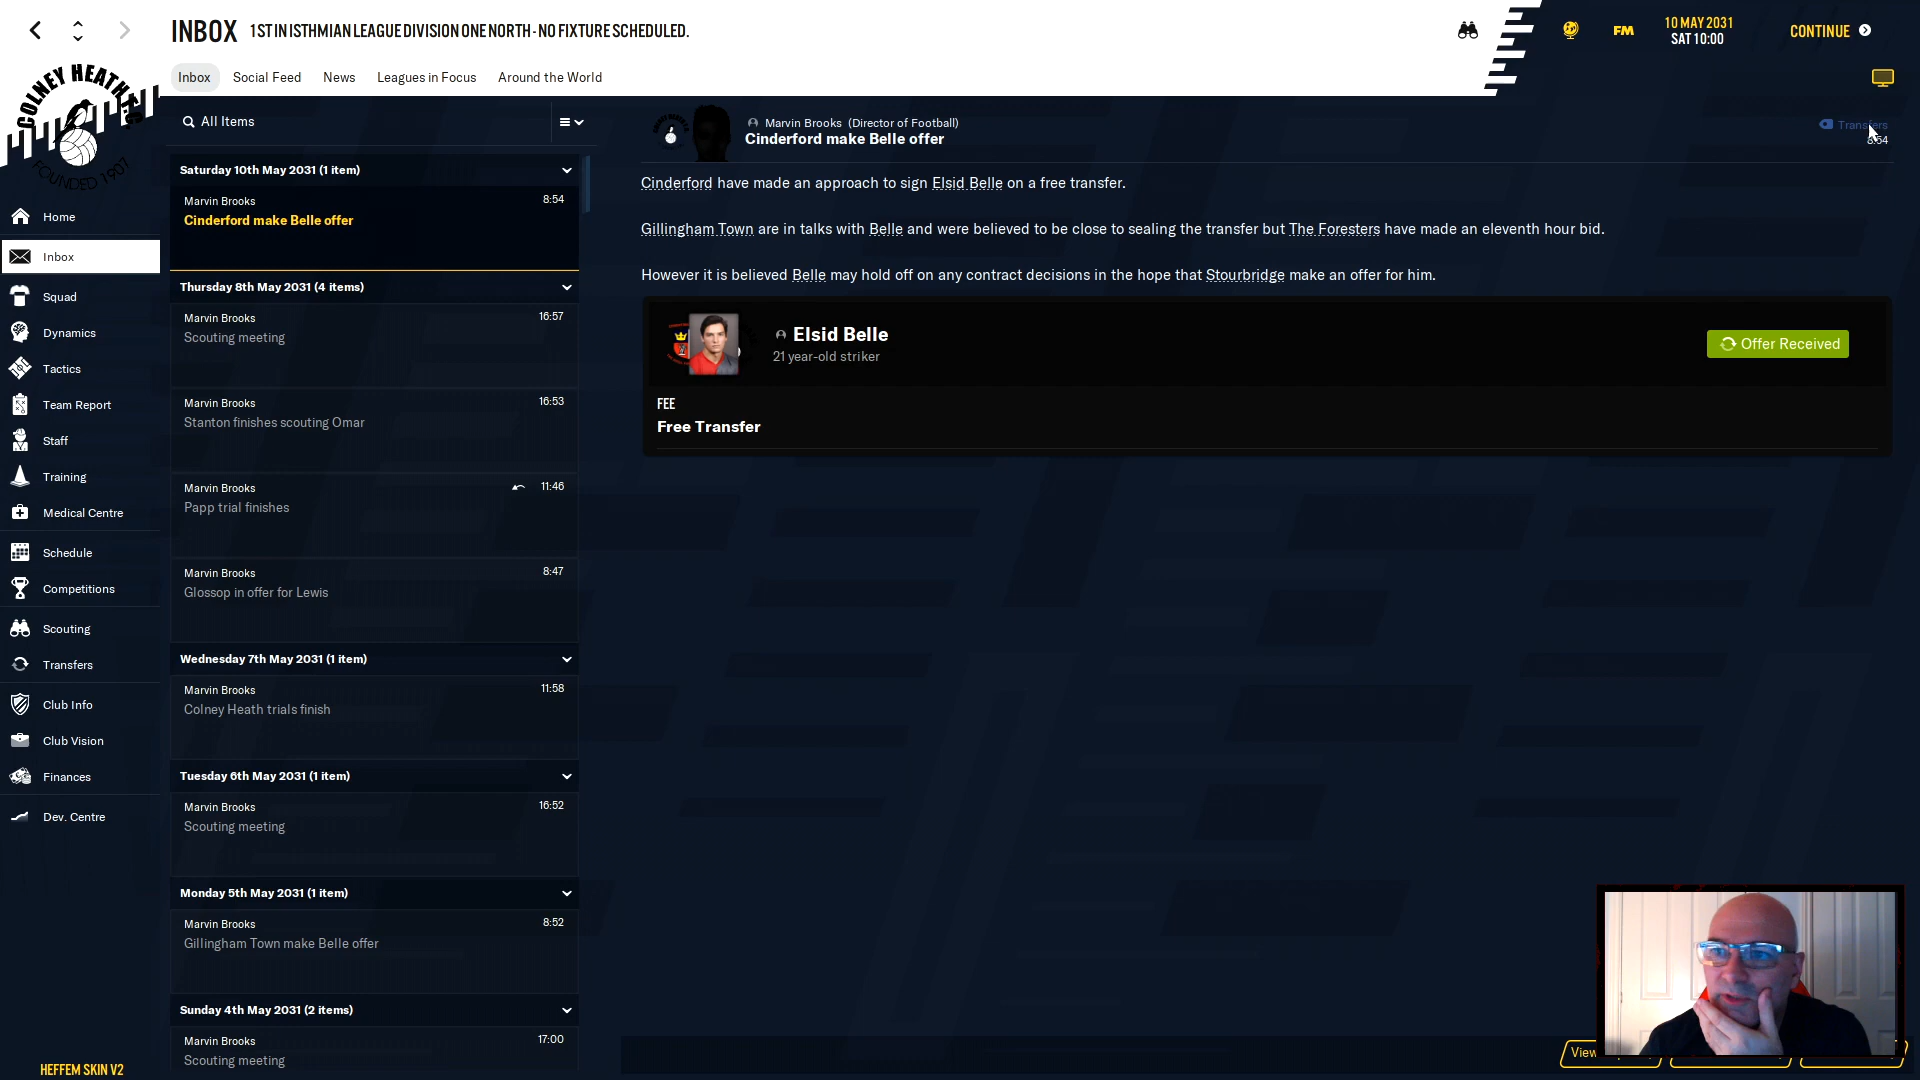 INBOX 1ST IN ISTHMIAN LEAGUE DIVISION ONE NORTH - NO FIXTURE SCHEDULED.
FM
10 MAY 2031
SAT 10:00
CONTINUE
Inbox Social Feed News Leagues in Focus Around the World
COLNEY HEATH F.C.
FOUNDED 1907
Home
Inbox
Squad
Dynamics
Tactics
Team Report
Staff
Training
Medical Centre
Schedule
Competitions
Scouting
Transfers
Club Info
Club Vision
Finances
Dev. Centre
HEFFEM SKIN V2
All Items
Saturday 10th May 2031 (1 item)
Marvin Brooks 8:54
Cinderford make Belle offer
Thursday 8th May 2031 (4 items)
Marvin Brooks 16:57
Scouting meeting
Marvin Brooks 16:53
Stanton finishes scouting Omar
Marvin Brooks 11:46
Papp trial finishes
Marvin Brooks 8:47
Glossop in offer for Lewis
Wednesday 7th May 2031 (1 item)
Marvin Brooks 11:58
Colney Heath trials finish
Tuesday 6th May 2031 (1 item)
Marvin Brooks 16:52
Scouting meeting
Monday 5th May 2031 (1 item)
Marvin Brooks 8:52
Gillingham Town make Belle offer
Sunday 4th May 2031 (2 items)
Marvin Brooks 17:00
Scouting meeting
Marvin Brooks (Director of Football)
Cinderford make Belle offer
Transfers
8:54
Cinderford have made an approach to sign Elsid Belle on a free transfer.
Gillingham Town are in talks with Belle and were believed to be close to sealing the transfer but The Foresters have made an eleventh hour bid.
However it is believed Belle may hold off on any contract decisions in the hope that Stourbridge make an offer for him.
Elsid Belle
21 year-old striker
Offer Received
FEE
Free Transfer
View